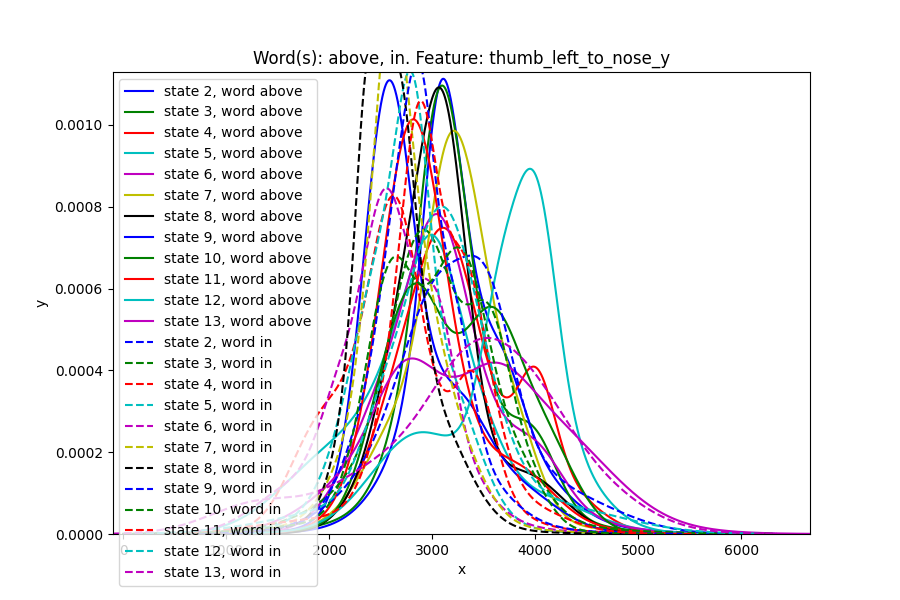 Word(s): above, in. Feature: thumb_left_to_nose_y
state 2, word above
state 3, word above
state 4, word above
state 5, word above
state 6, word above
state 7, word above
state 8, word above
state 9, word above
state 10, word above
state 11, word above
state 12, word above
state 13, word above
state 2, word in
state 3, word in
state 4, word in
state 5, word in
state 6, word in
state 7, word in
state 8, word in
state 9, word in
state 10, word in
state 11, word in
state 12, word in
state 13, word in
y
0.0010
0.0008
0.0006
0.0004
0.0002
0.0000
0 1000 2000 3000 4000 5000 6000
x